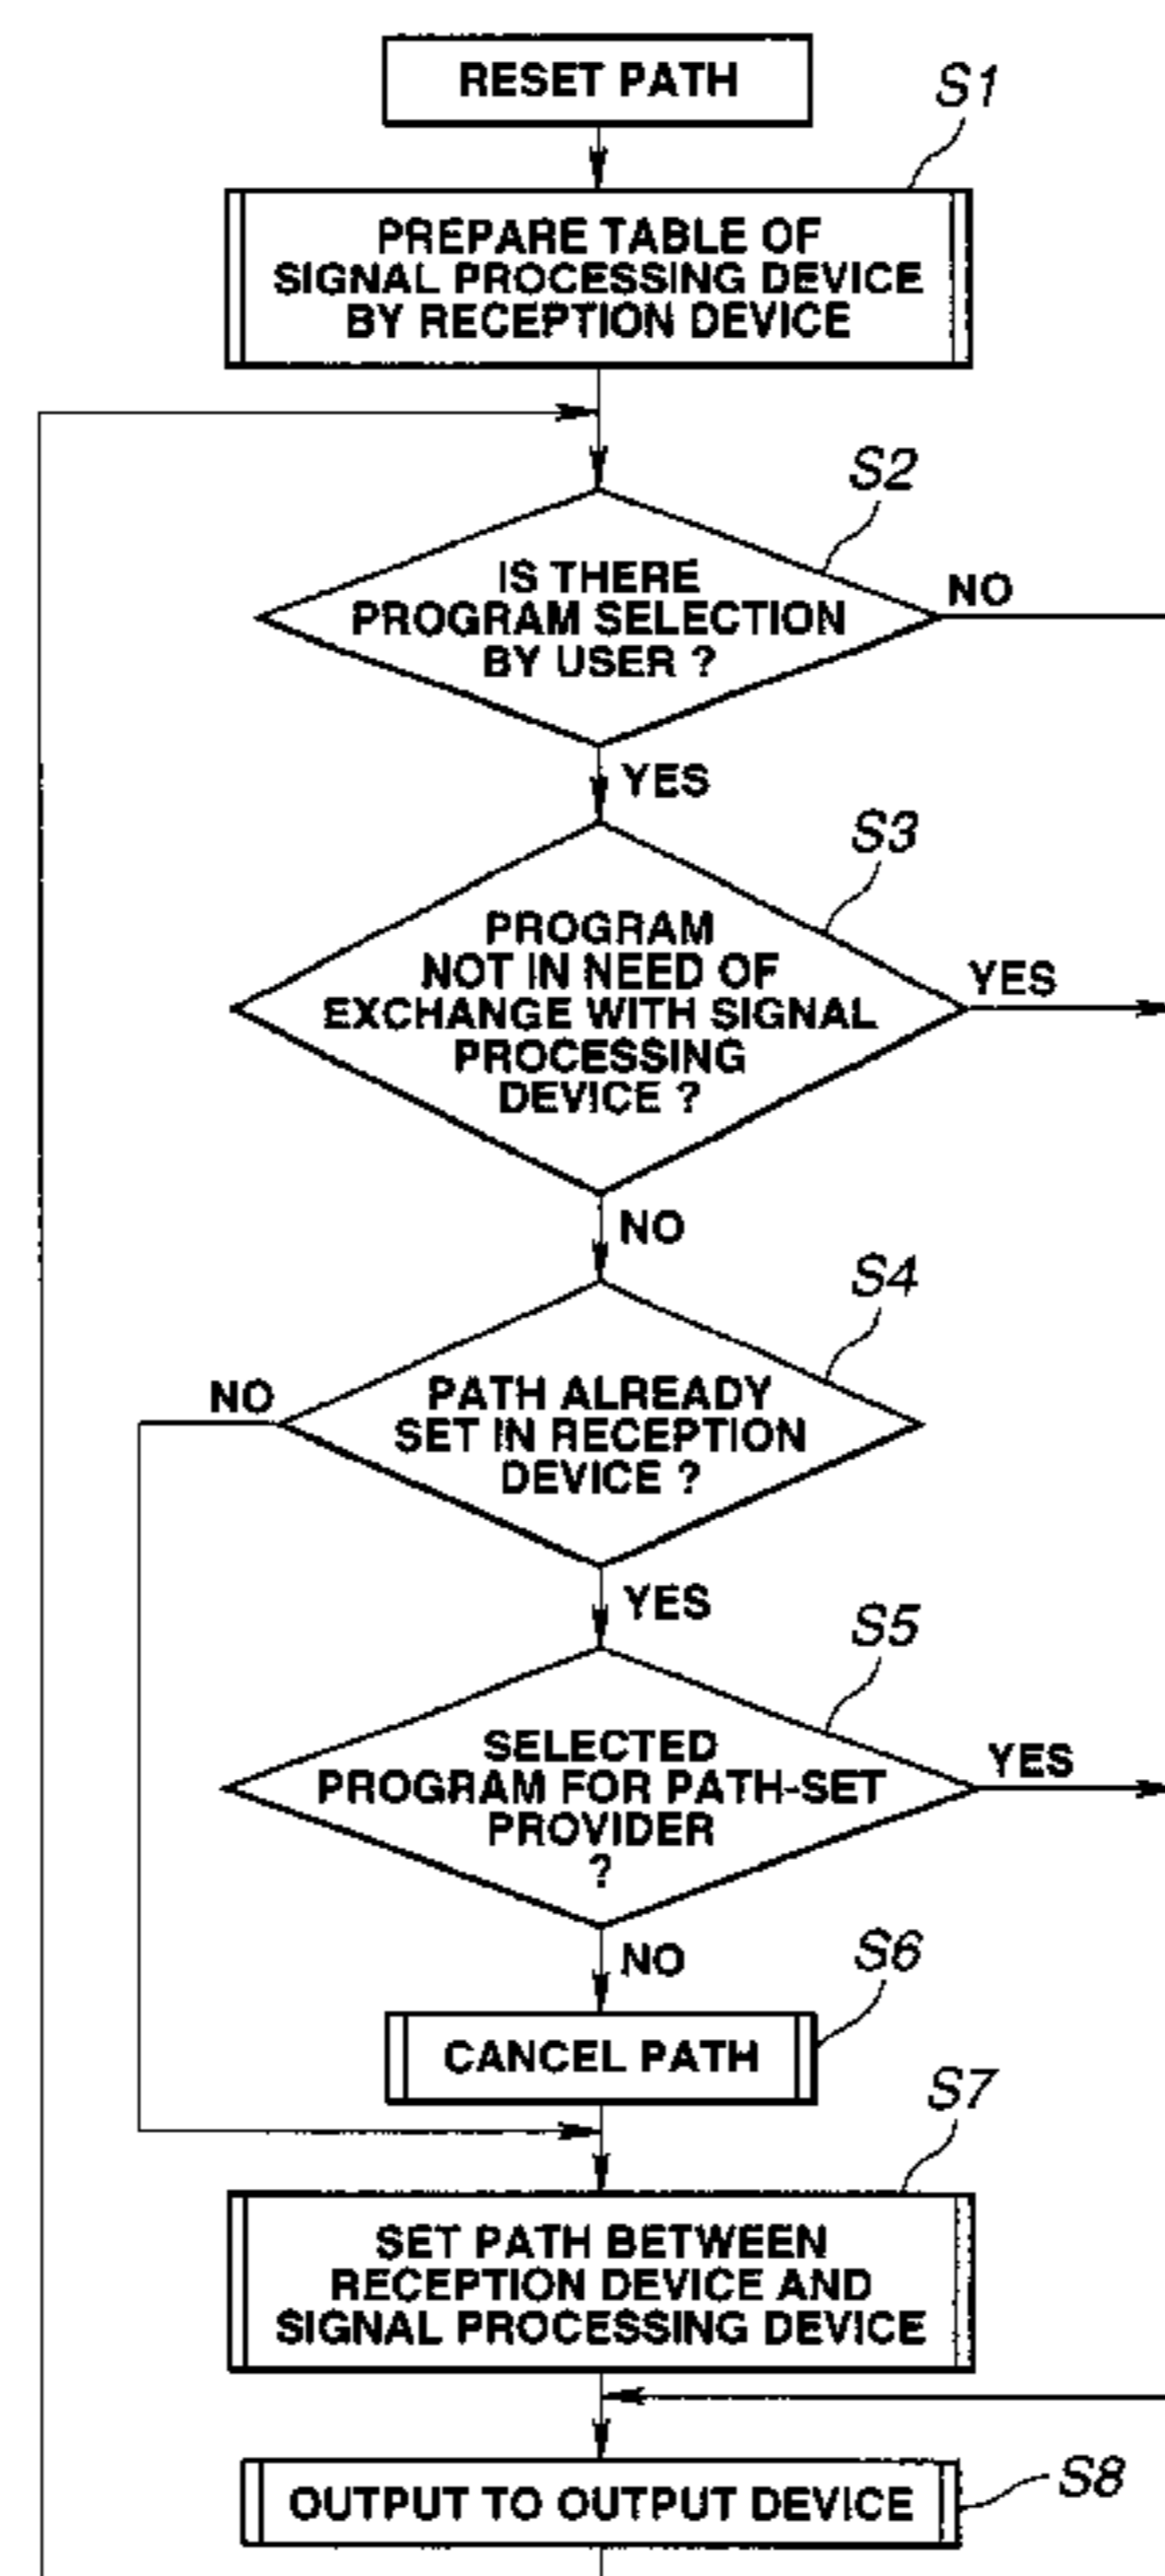 RESET PATH
S1
PREPARE TABLE OF
SIGNAL PROCESSING DEVICE
BY RECEPTION DEVICE
S2
IS THERE
PROGRAM SELECTION
BY USER ?
NO
YES
S3
PROGRAM
NOT IN NEED OF
EXCHANGE WITH SIGNAL
PROCESSING
DEVICE ?
YES
NO
S4
NO
PATH ALREADY
SET IN RECEPTION
DEVICE ?
YES
S5
SELECTED
PROGRAM FOR PATH-SET
PROVIDER
?
YES
NO
S6
CANCEL PATH
S7
SET PATH BETWEEN
RECEPTION DEVICE AND
SIGNAL PROCESSING DEVICE
OUTPUT TO OUTPUT DEVICE
S8